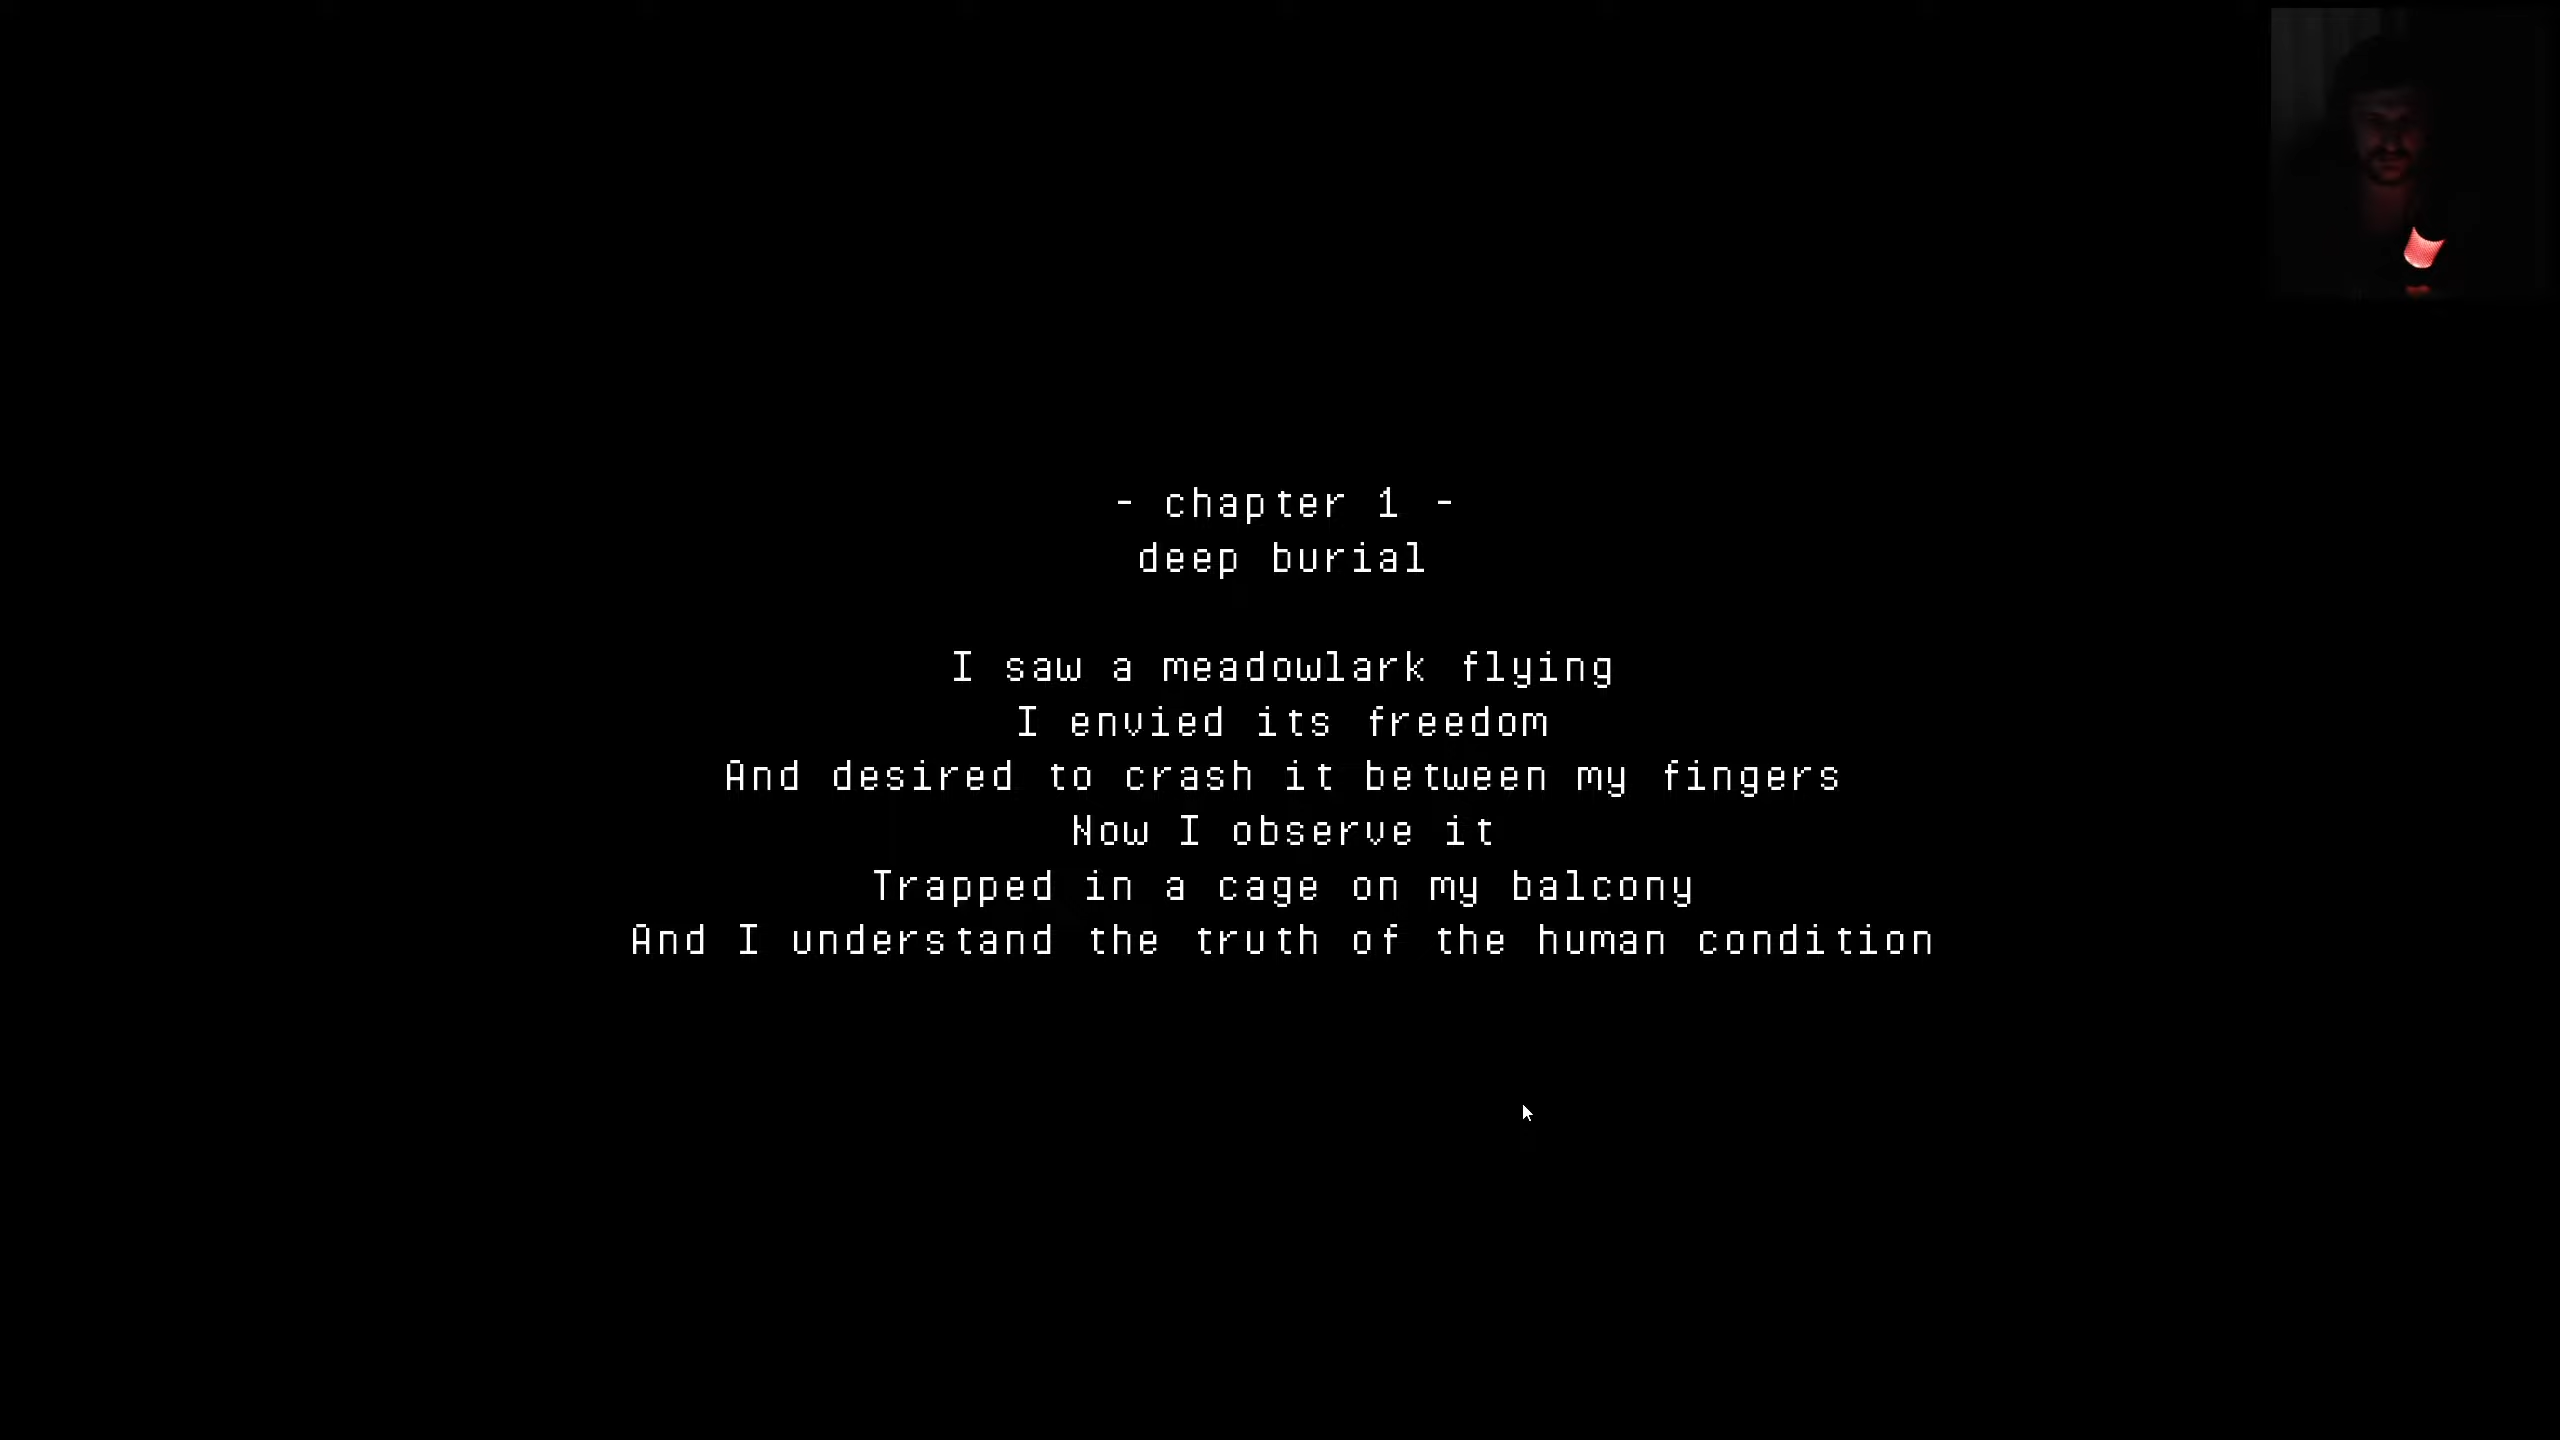 - chapter 1 -
deep burial
I saw a meadowlark flying
I envied its freedom
And desired to crash it between my fingers
Now I observe it
Trapped in a cage on my balcony
And I understand the truth of the human condition